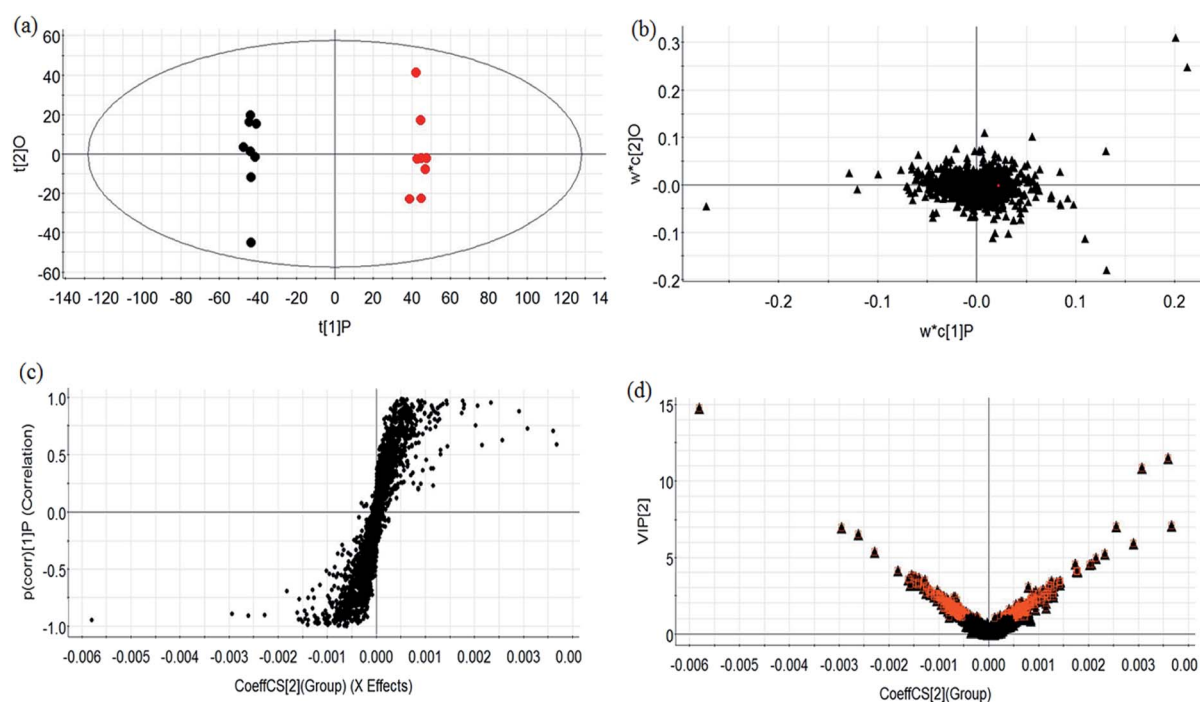 (a)
60
40
20
0
-20
-40
-60
t[2]O
-140 -120 -100 -80 -60 -40 -20 0 20 40 60 80 100 120 14
t[1]P
(b)
0.3
0.2
0.1
-0.0
-0.1
-0.2
w*c[2]O
-0.2 -0.1 -0.0 0.1 0.2
w*c[1]P
(c)
1.0
0.5
0.0
-0.5
-1.0
p(corr)[1]P (Correlation)
-0.006 -0.005 -0.004 -0.003 -0.002 -0.001 0.000 0.001 0.002 0.003 0.00
CoeffCS[2](Group) (X Effects)
(d)
15
10
5
0
VIP[2]
-0.006 -0.005 -0.004 -0.003 -0.002 -0.001 0.000 0.001 0.002 0.003 0.00
CoeffCS[2](Group)